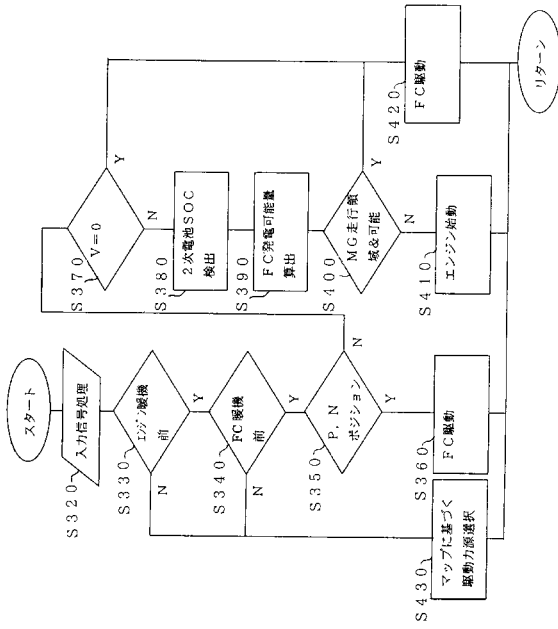 スタート
S320
入力信号処理
S330
エンジン暖機
前
N
Y
S340
FC暖機
前
N
Y
S350
P, N
ポジション
N
Y
S360
FC駆動
S430
マップに基づく
駆動力源選択
S370
V=0
Y
N
S380
2次電池SOC
検出
S390
FC発電可能量
算出
S400
MG走行領
域&可能
Y
N
S410
エンジン始動
S420
FC駆動
リターン